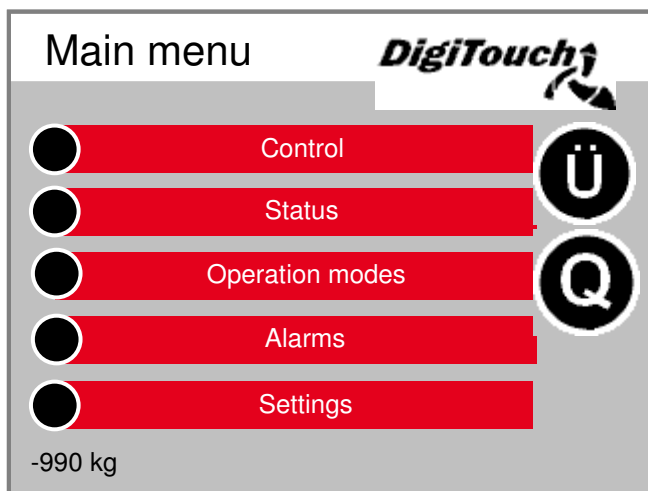 Main menu
DigiTouch
Control
Ü
Status
Operation modes
Q
Alarms
Settings
-990 kg